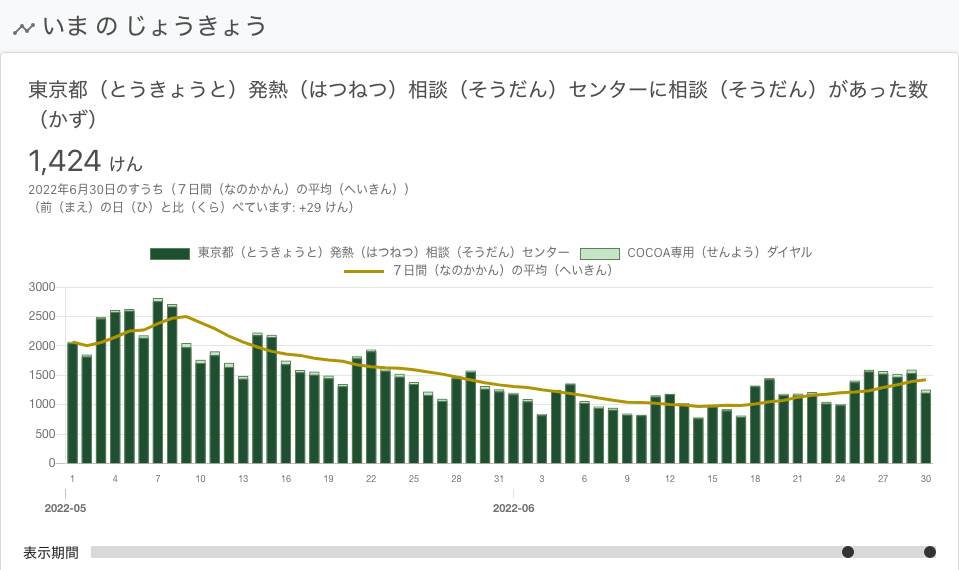 いま の じょうきょう
東京都（とうきょうと）発熱（はつねつ）相談（そうだん）センターに相談（そうだん）があった数
（かず）
1,424 けん
2022年6月30日のすうち（７日間（なのかかん）の平均（へいきん））
（前（まえ）の日（ひ）と比（くら）べています: +29 けん）
東京都（とうきょうと）発熱（はつねつ）相談（そうだん）センター COCOA専用（せんよう）ダイヤル
７日間（なのかかん）の平均（へいきん）
3000
2500
2000
1500
1000
500
0
1 4 7 10 13 16 19 22 25 28 31 3 6 9 12 15 18 21 24 27 30
2022-05 2022-06
表示期間